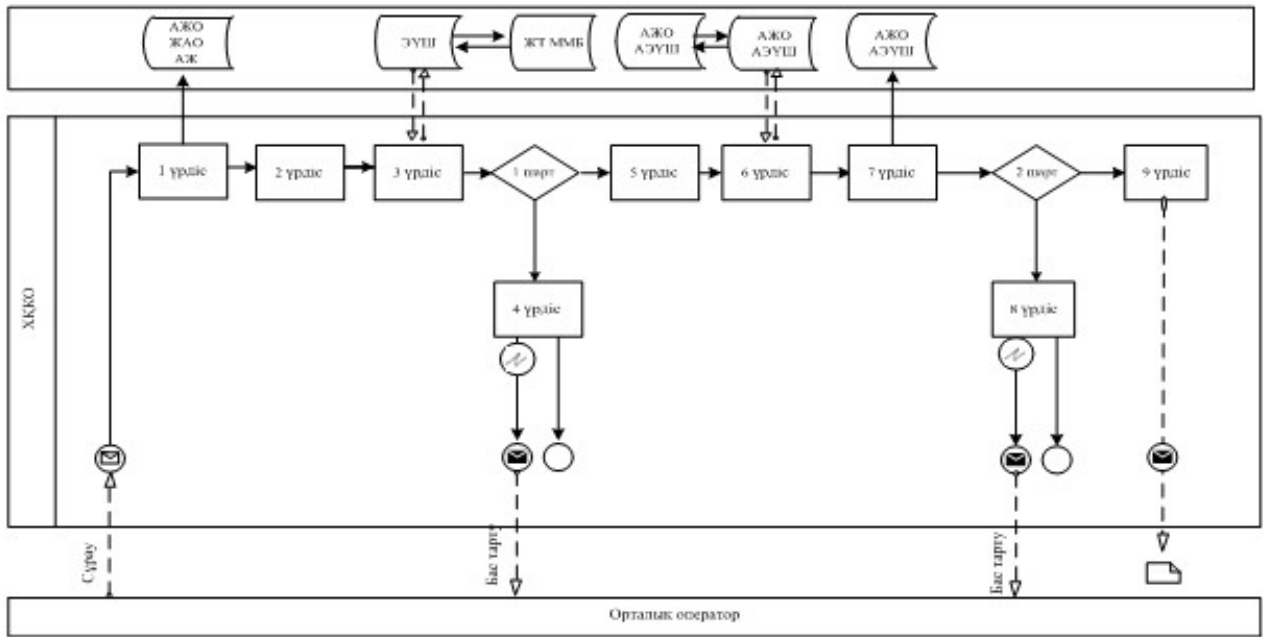 АЖО
ЖАО
АЖ
ЭҮШ
ЖТ ММБ
АЖО
АЭҮШ
АЖО
АЭҮШ
АЖО
АЭҮШ
1 үрдіс
2 үрдіс
3 үрдіс
1 шарт
5 үрдіс
6 үрдіс
7 үрдіс
2 шарт
9 үрдіс
ХҚКО
4 үрдіс
8 үрдіс
Сұрау
Бас тарту
Бас тарту
Орталық оператор